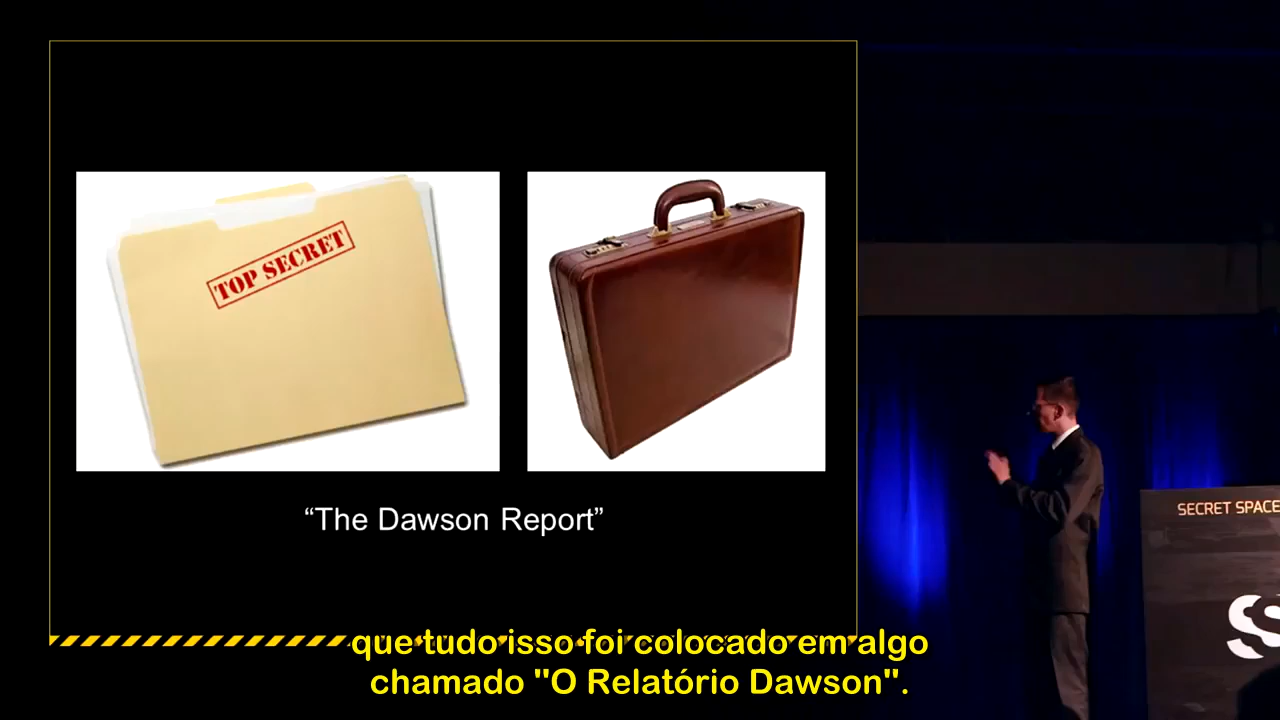 TOP SECRET
“The Dawson Report”
SECRET SPACE
que tudo isso foi colocado em algo
chamado "O Relatório Dawson".